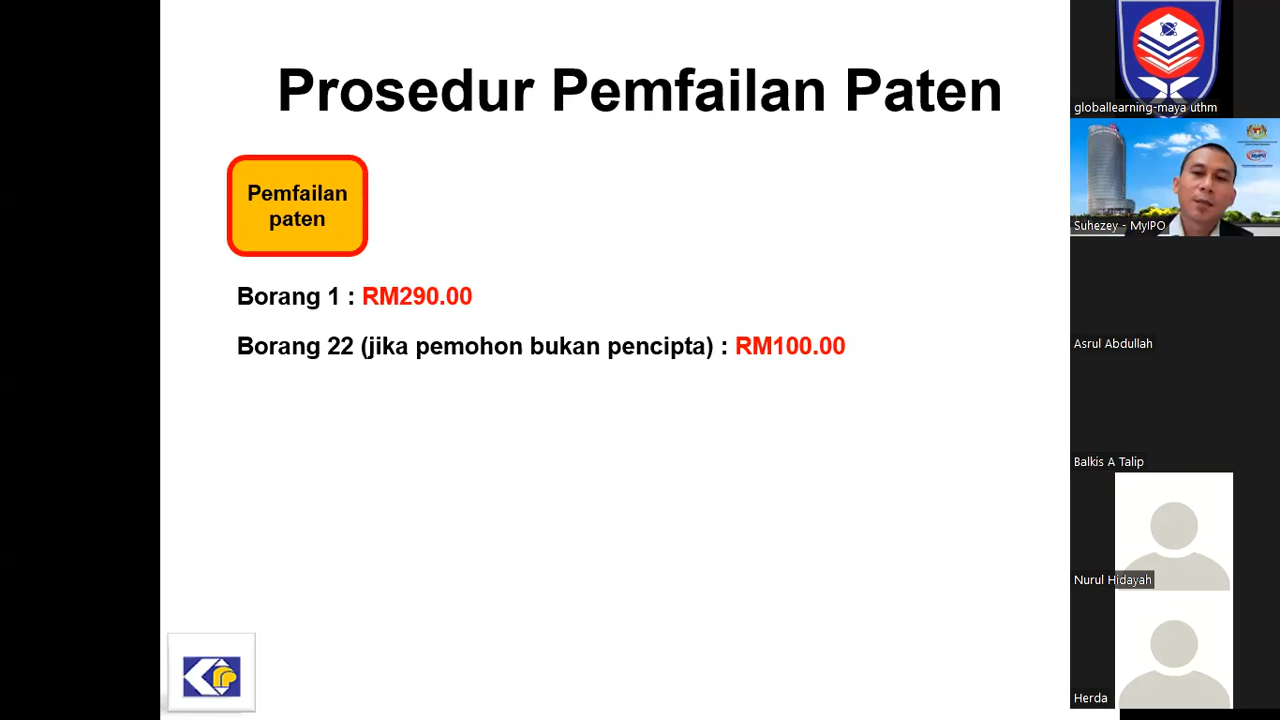 Prosedur Pemfailan Paten
Pemfailan
paten
Borang 1 : RM290.00
Borang 22 (jika pemohon bukan pencipta) : RM100.00
globallearning-maya uthm
MyIPO
Suhezey - MyIPO
Asrul Abdullah
Balkis A Talip
Nurul Hidayah
Herda